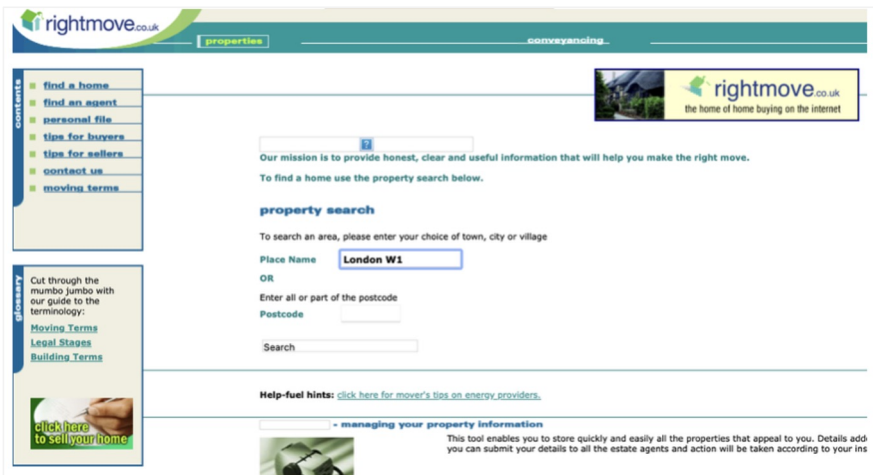 rightmove.co.uk
properties
conveyancing
contents
find a home
find an agent
personal file
tips for buyers
tips for sellers
contact us
moving terms
rightmove.co.uk
the home of home buying on the internet
?
Our mission is to provide honest, clear and useful information that will help you make the right move.
To find a home use the property search below.
property search
To search an area, please enter your choice of town, city or village
Place Name London W1
OR
Enter all or part of the postcode
Postcode
Search
glossary
Cut through the
mumbo jumbo with
our guide to the
terminology:
Moving Terms
Legal Stages
Building Terms
click here
to sell your home
Help-fuel hints: click here for mover's tips on energy providers.
- managing your property information
This tool enables you to store quickly and easily all the properties that appeal to you. Details adde
you can submit your details to all the estate agents and action will be taken according to your ins